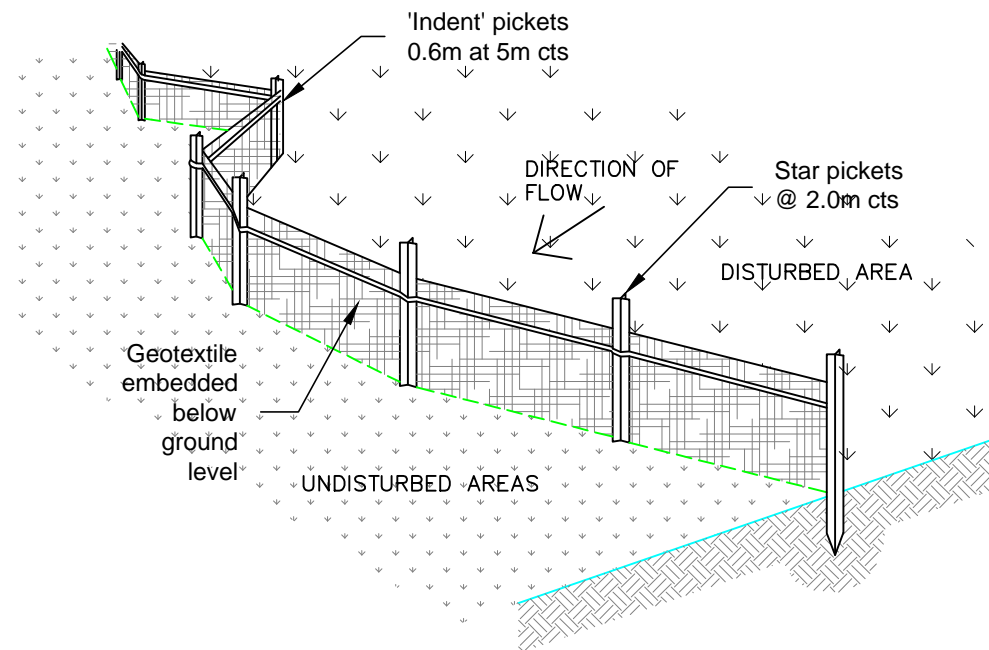 'Indent' pickets
0.6m at 5m cts
DIRECTION OF
FLOW
Star pickets
@ 2.0m cts
DISTURBED AREA
Geotextile
embedded
below
ground
level
UNDISTURBED AREAS